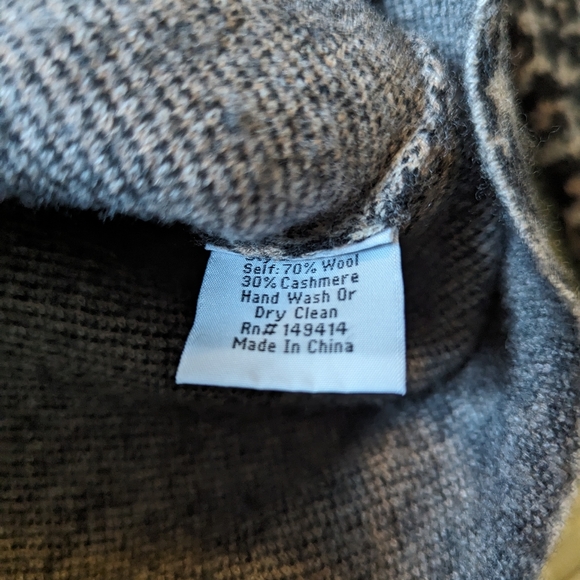 Self: 70% Wool
30% Cashmere
Hand Wash Or
Dry Clean
Rn# 149414
Made In China